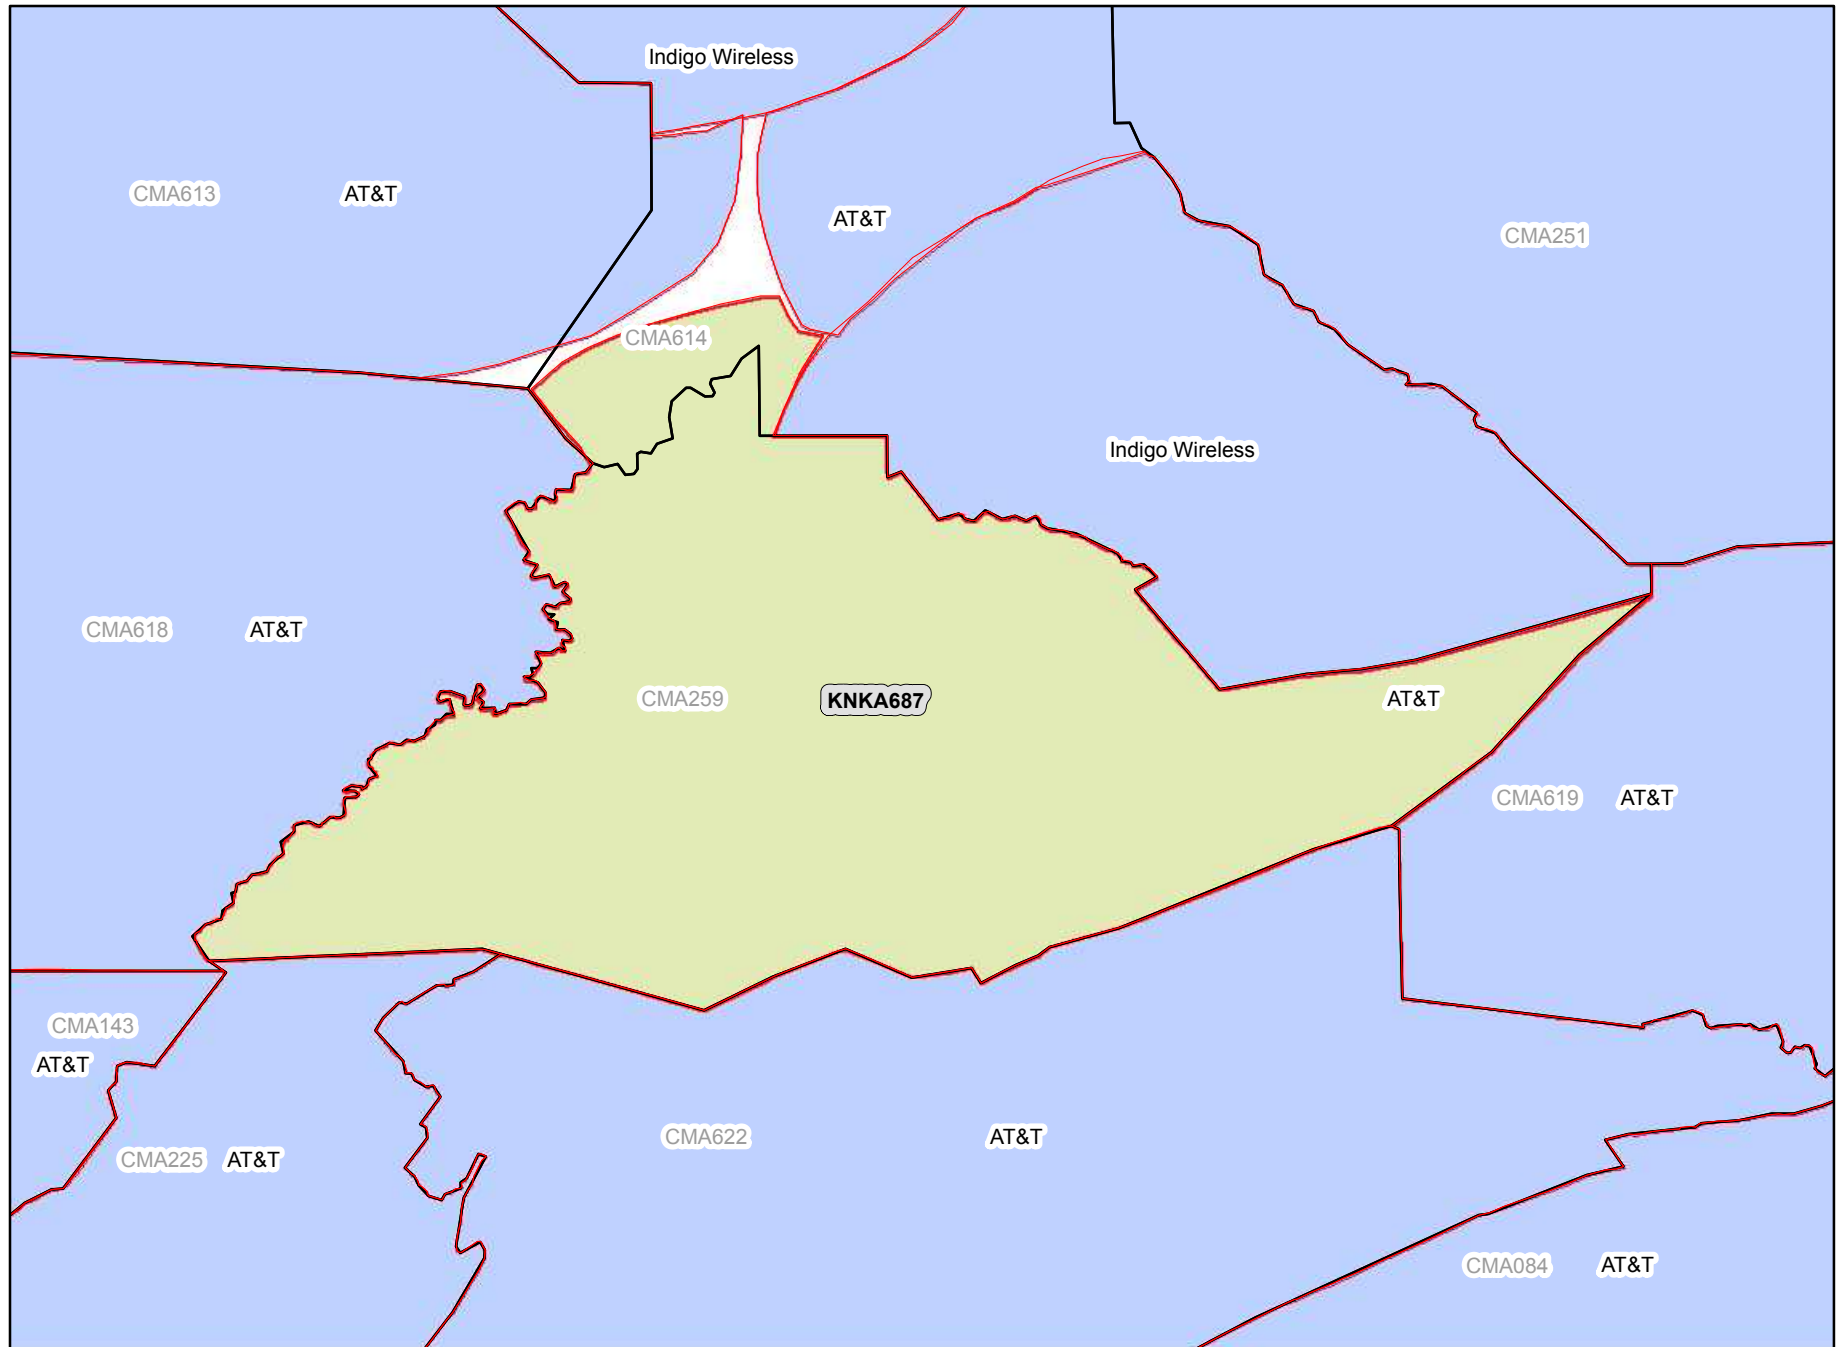 Indigo Wireless
CMA613 AT&T
AT&T
CMA251
CMA614
Indigo Wireless
CMA618 AT&T
CMA259 KNKA687 AT&T
CMA619 AT&T
CMA143
AT&T
CMA622 AT&T
CMA225 AT&T
CMA084 AT&T